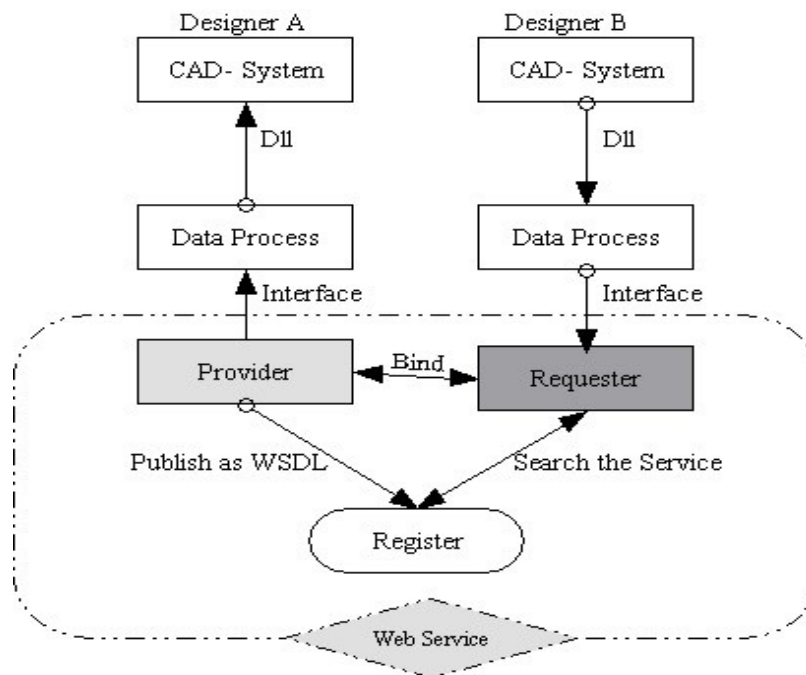 Designer A
Designer B
CAD- System
CAD- System
Dll
Dll
Data Process
Data Process
Interface
Interface
Provider
Bind
Requester
Publish as WSDL
Search the Service
Register
Web Service